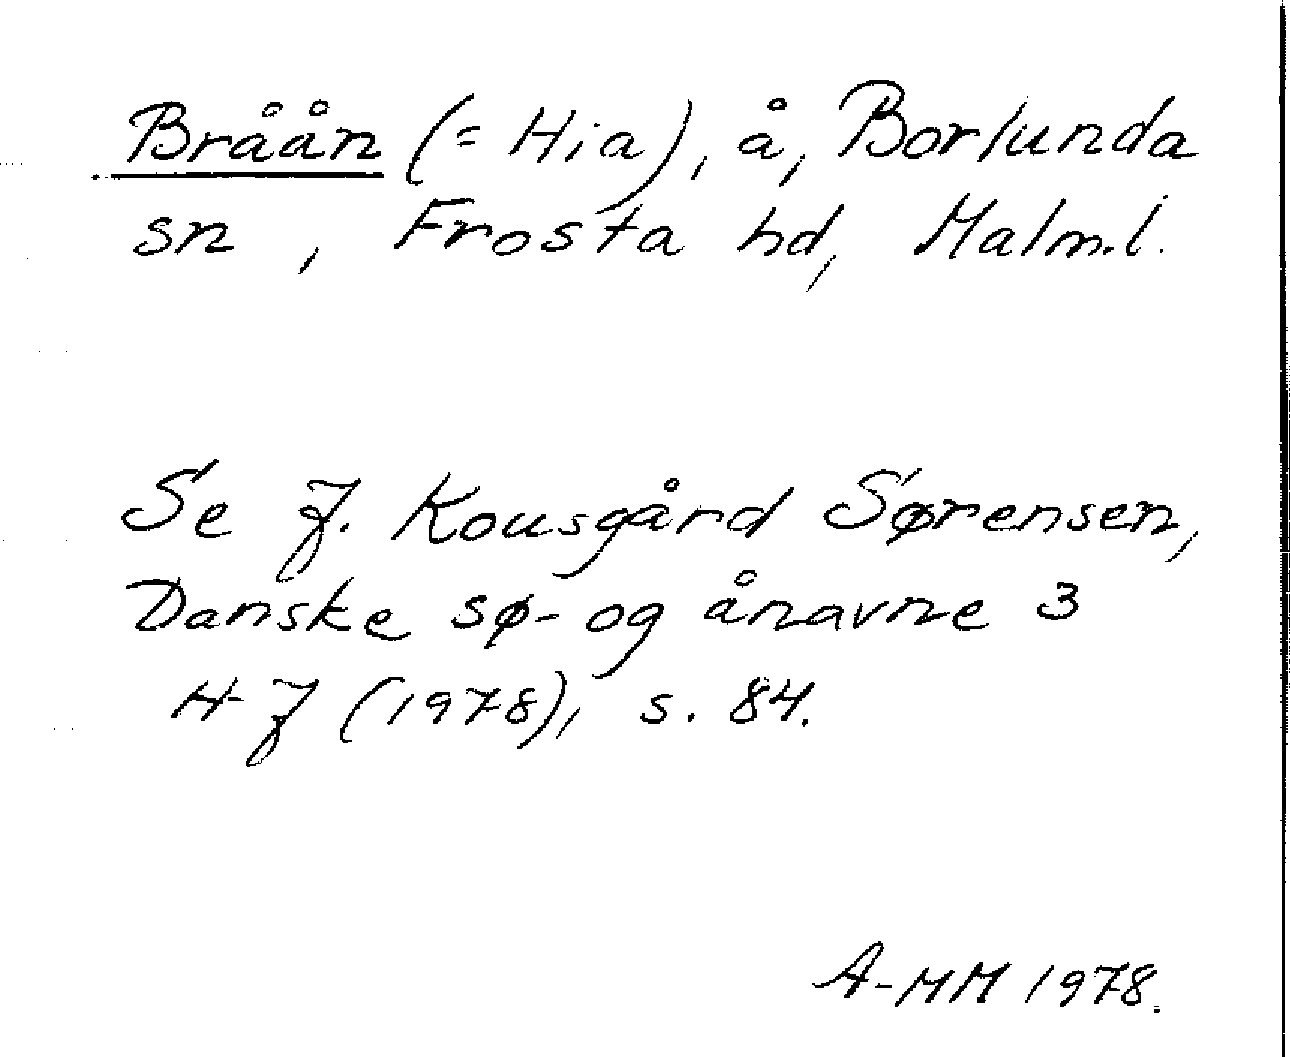 Bråån (= Hia), å, Borlunda
sn, Frosta hd, Malm.l.
Se J. Kousgård Sørensen,
Danske sø- og ånavne 3
H-J (1978), s. 84.
A-MM 1978.